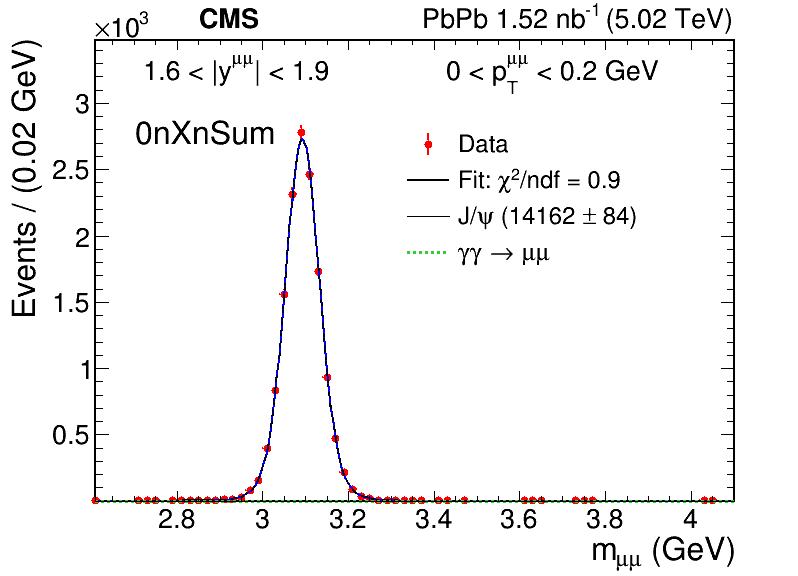 ×10³ CMS PbPb 1.52 nb⁻¹ (5.02 TeV)
1.6 < |y^μμ| < 1.9 0 < p_T^μμ < 0.2 GeV
0nXnSum
Data
Fit: χ²/ndf = 0.9
J/ψ (14162 ± 84)
γγ → μμ
Events / (0.02 GeV)
3
2.5
2
1.5
1
0.5
2.8 3 3.2 3.4 3.6 3.8 4
m_μμ (GeV)